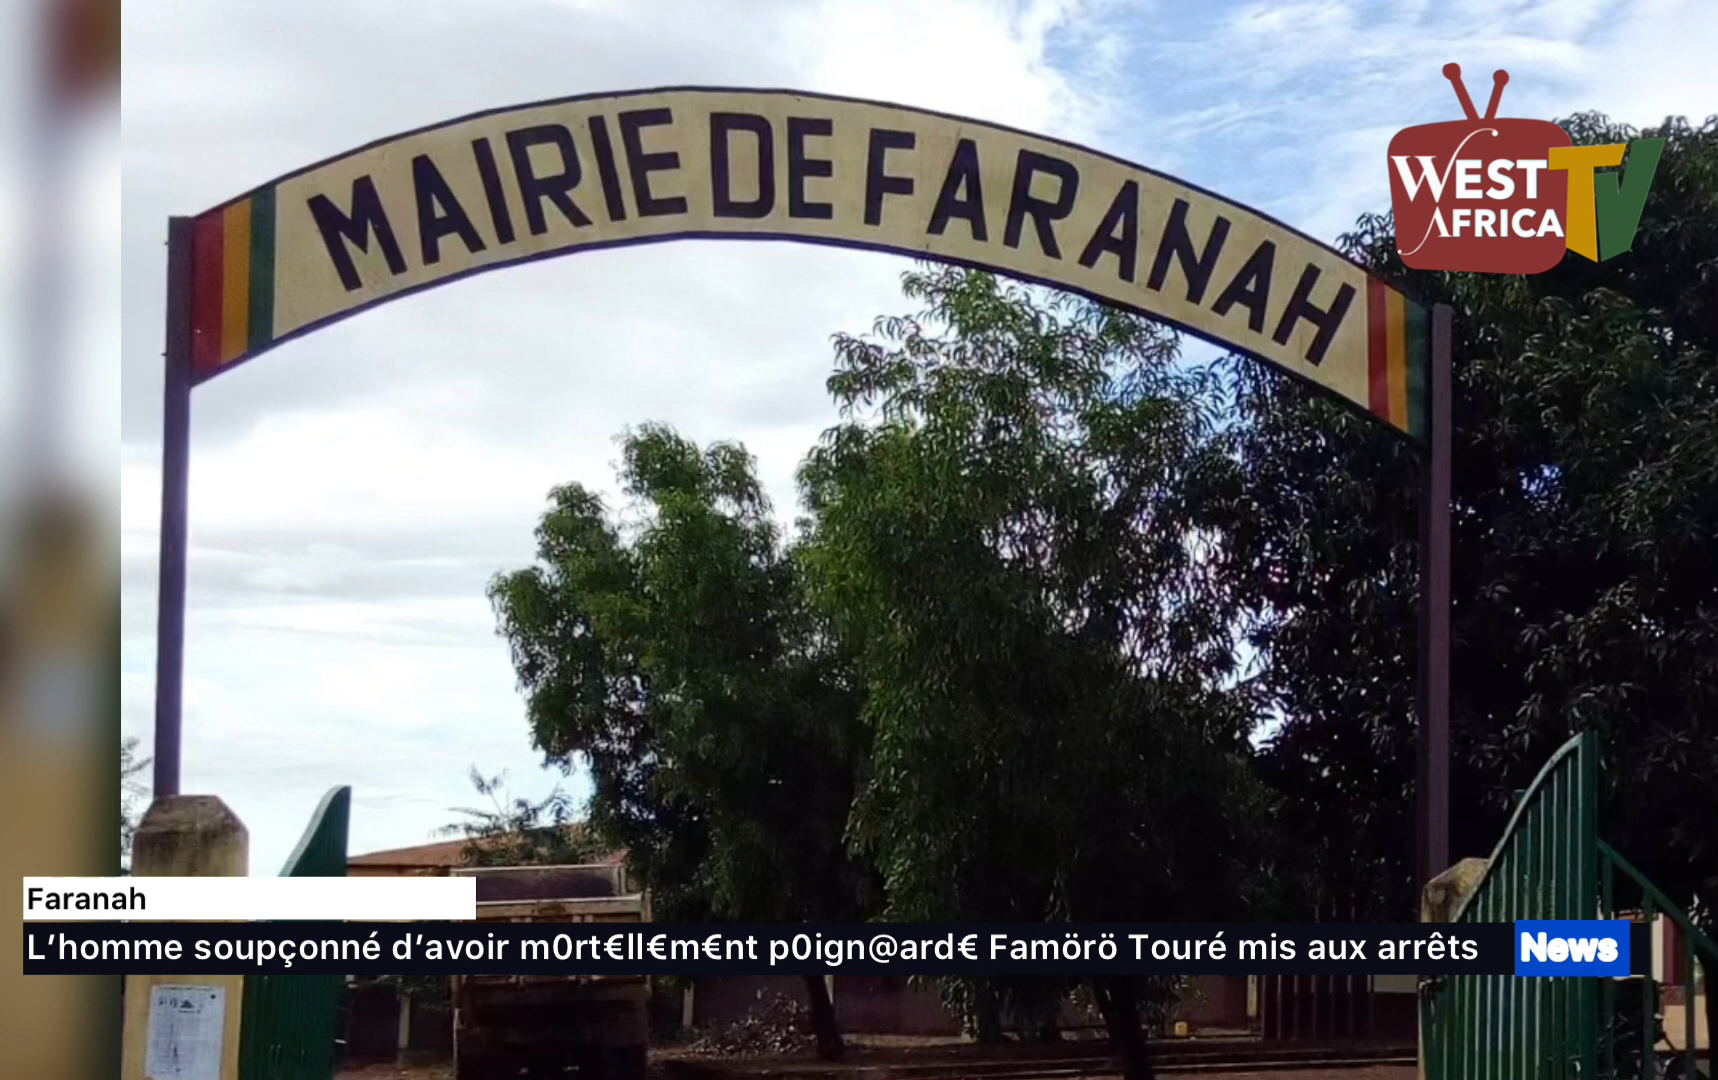 MAIRIE DE FARANAH
WEST
AFRICA
TV
Faranah
L’homme soupçonné d’avoir m0rt€ll€m€nt p0ign@ard€ Famörö Touré mis aux arrêts
News